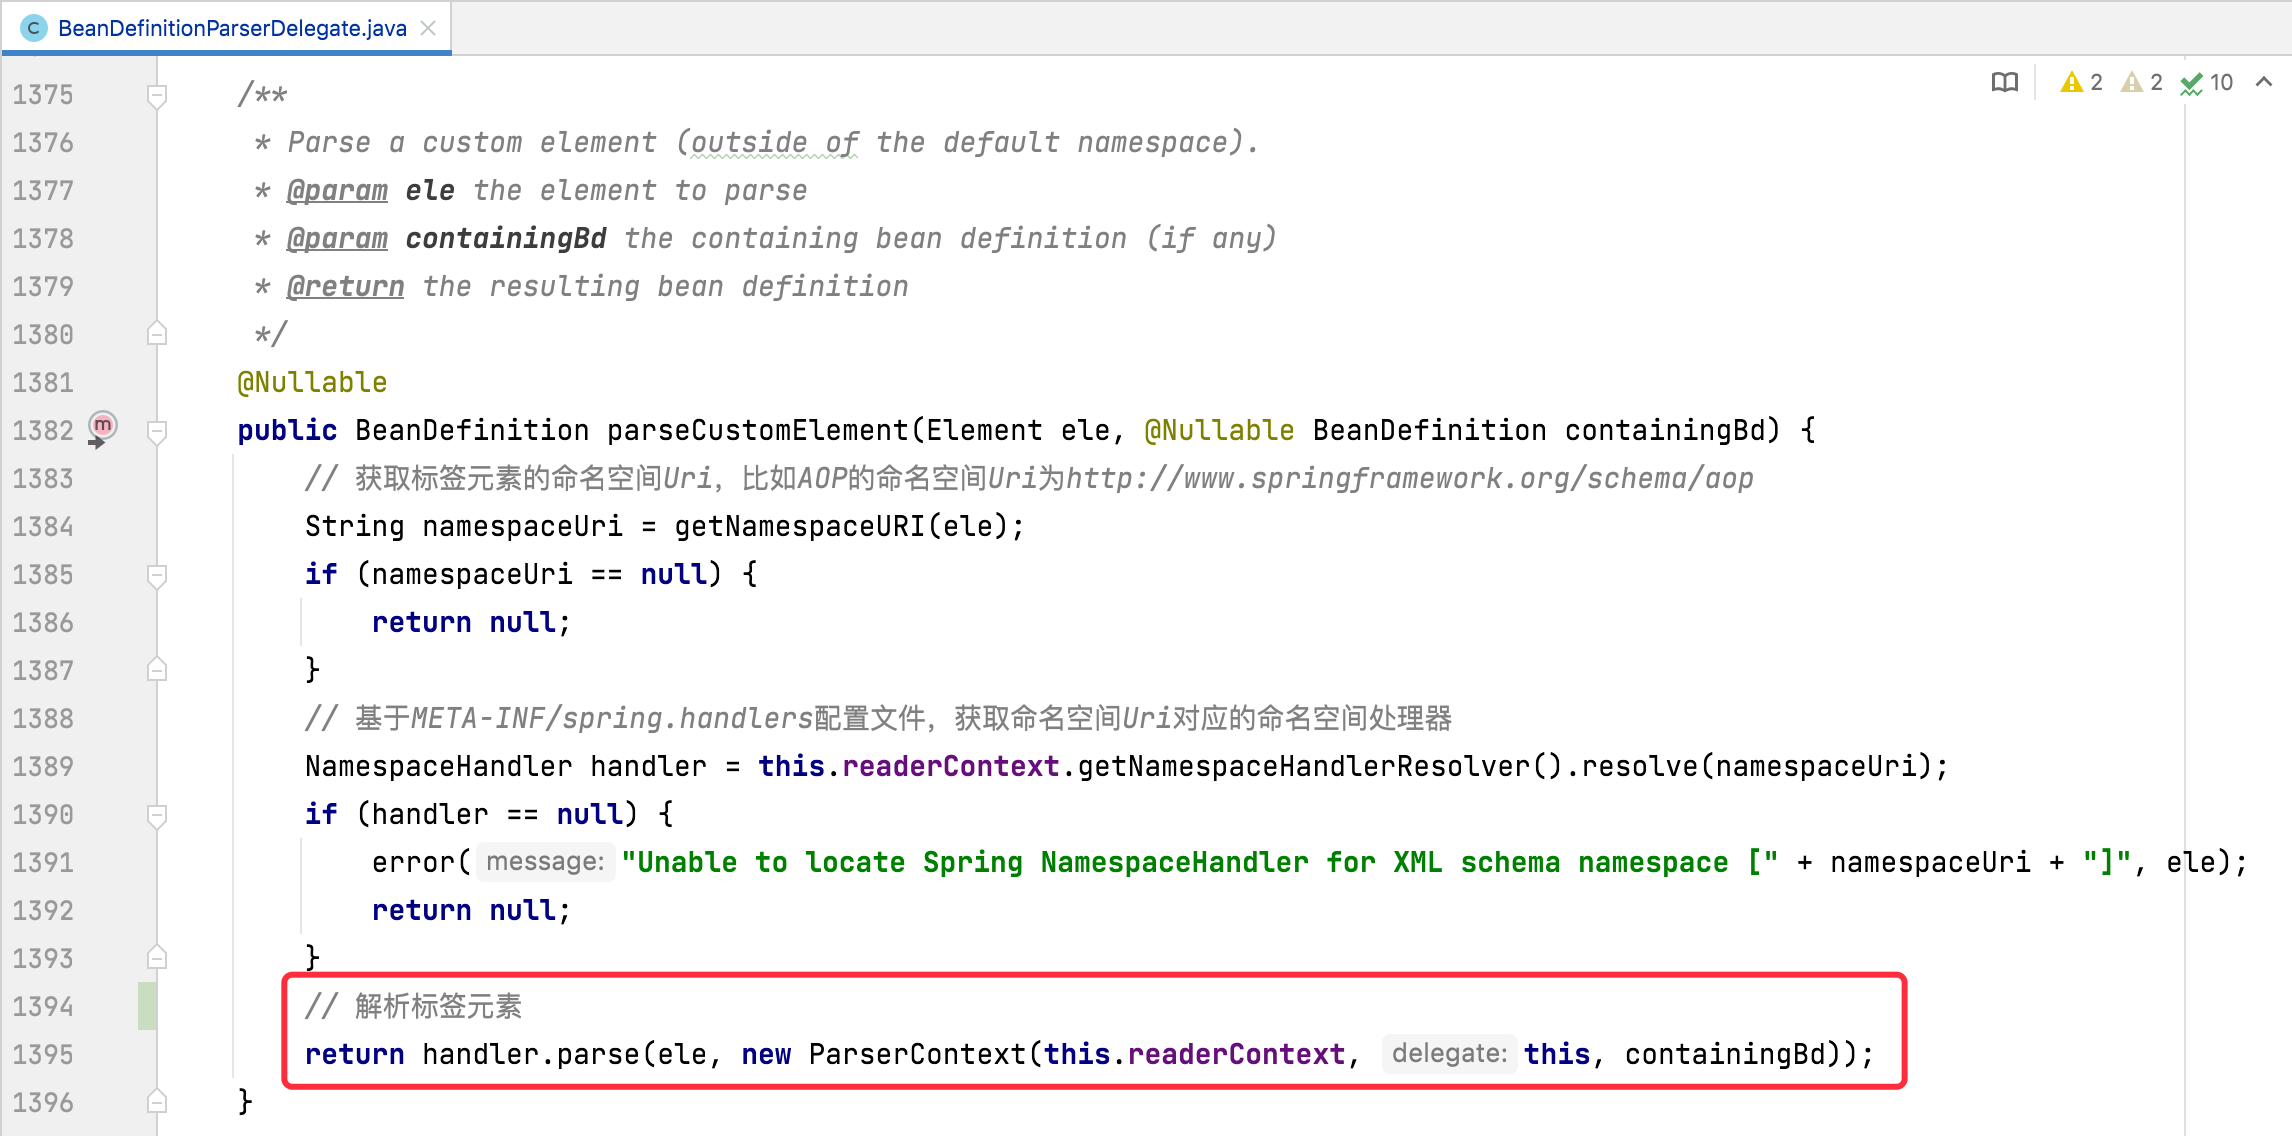 C BeanDefinitionParserDelegate.java
2 2 10
1375 /**
1376 * Parse a custom element (outside of the default namespace).
1377 * @param ele the element to parse
1378 * @param containingBd the containing bean definition (if any)
1379 * @return the resulting bean definition
1380 */
1381 @Nullable
1382 m public BeanDefinition parseCustomElement(Element ele, @Nullable BeanDefinition containingBd) {
1383 // 获取标签元素的命名空间Uri，比如AOP的命名空间Uri为http://www.springframework.org/schema/aop
1384 String namespaceUri = getNamespaceURI(ele);
1385 if (namespaceUri == null) {
1386 return null;
1387 }
1388 // 基于META-INF/spring.handlers配置文件，获取命名空间Uri对应的命名空间处理器
1389 NamespaceHandler handler = this.readerContext.getNamespaceHandlerResolver().resolve(namespaceUri);
1390 if (handler == null) {
1391 error( message: "Unable to locate Spring NamespaceHandler for XML schema namespace [" + namespaceUri + "]", ele);
1392 return null;
1393 }
1394 // 解析标签元素
1395 return handler.parse(ele, new ParserContext(this.readerContext, delegate: this, containingBd));
1396 }